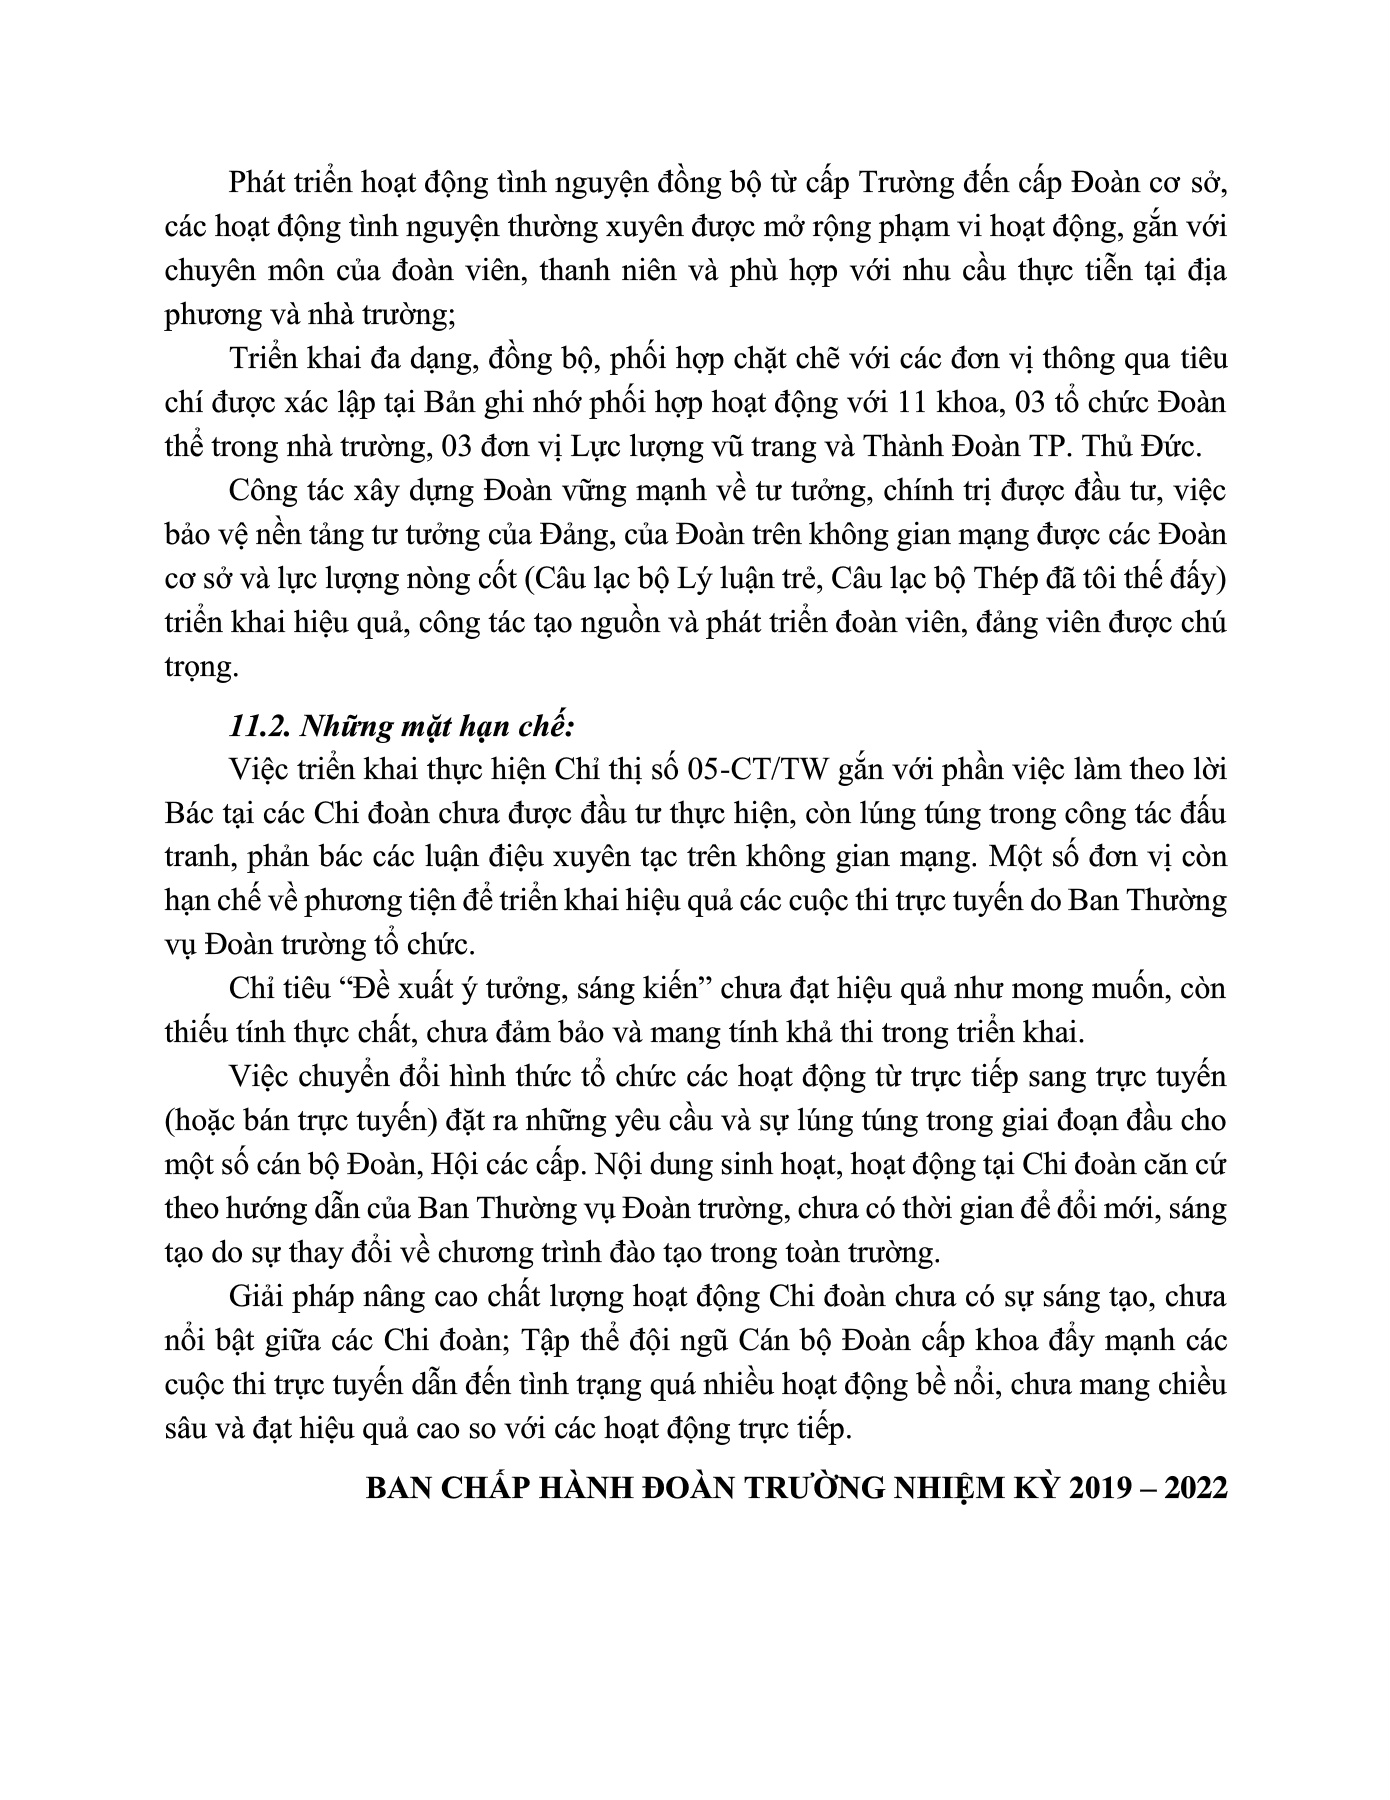 Phát triển hoạt động tình nguyện đồng bộ từ cấp Trường đến cấp Đoàn cơ sở,
các hoạt động tình nguyện thường xuyên được mở rộng phạm vi hoạt động, gắn với
chuyên môn của đoàn viên, thanh niên và phù hợp với nhu cầu thực tiễn tại địa
phương và nhà trường;
Triển khai đa dạng, đồng bộ, phối hợp chặt chẽ với các đơn vị thông qua tiêu
chí được xác lập tại Bản ghi nhớ phối hợp hoạt động với 11 khoa, 03 tổ chức Đoàn
thể trong nhà trường, 03 đơn vị Lực lượng vũ trang và Thành Đoàn TP. Thủ Đức.
Công tác xây dựng Đoàn vững mạnh về tư tưởng, chính trị được đầu tư, việc
bảo vệ nền tảng tư tưởng của Đảng, của Đoàn trên không gian mạng được các Đoàn
cơ sở và lực lượng nòng cốt (Câu lạc bộ Lý luận trẻ, Câu lạc bộ Thép đã tôi thế đấy)
triển khai hiệu quả, công tác tạo nguồn và phát triển đoàn viên, đảng viên được chú
trọng.
11.2. Những mặt hạn chế:
Việc triển khai thực hiện Chỉ thị số 05-CT/TW gắn với phần việc làm theo lời
Bác tại các Chi đoàn chưa được đầu tư thực hiện, còn lúng túng trong công tác đấu
tranh, phản bác các luận điệu xuyên tạc trên không gian mạng. Một số đơn vị còn
hạn chế về phương tiện để triển khai hiệu quả các cuộc thi trực tuyến do Ban Thường
vụ Đoàn trường tổ chức.
Chỉ tiêu “Đề xuất ý tưởng, sáng kiến” chưa đạt hiệu quả như mong muốn, còn
thiếu tính thực chất, chưa đảm bảo và mang tính khả thi trong triển khai.
Việc chuyển đổi hình thức tổ chức các hoạt động từ trực tiếp sang trực tuyến
(hoặc bán trực tuyến) đặt ra những yêu cầu và sự lúng túng trong giai đoạn đầu cho
một số cán bộ Đoàn, Hội các cấp. Nội dung sinh hoạt, hoạt động tại Chi đoàn căn cứ
theo hướng dẫn của Ban Thường vụ Đoàn trường, chưa có thời gian để đổi mới, sáng
tạo do sự thay đổi về chương trình đào tạo trong toàn trường.
Giải pháp nâng cao chất lượng hoạt động Chi đoàn chưa có sự sáng tạo, chưa
nổi bật giữa các Chi đoàn; Tập thể đội ngũ Cán bộ Đoàn cấp khoa đẩy mạnh các
cuộc thi trực tuyến dẫn đến tình trạng quá nhiều hoạt động bề nổi, chưa mang chiều
sâu và đạt hiệu quả cao so với các hoạt động trực tiếp.
BAN CHẤP HÀNH ĐOÀN TRƯỜNG NHIỆM KỲ 2019 – 2022